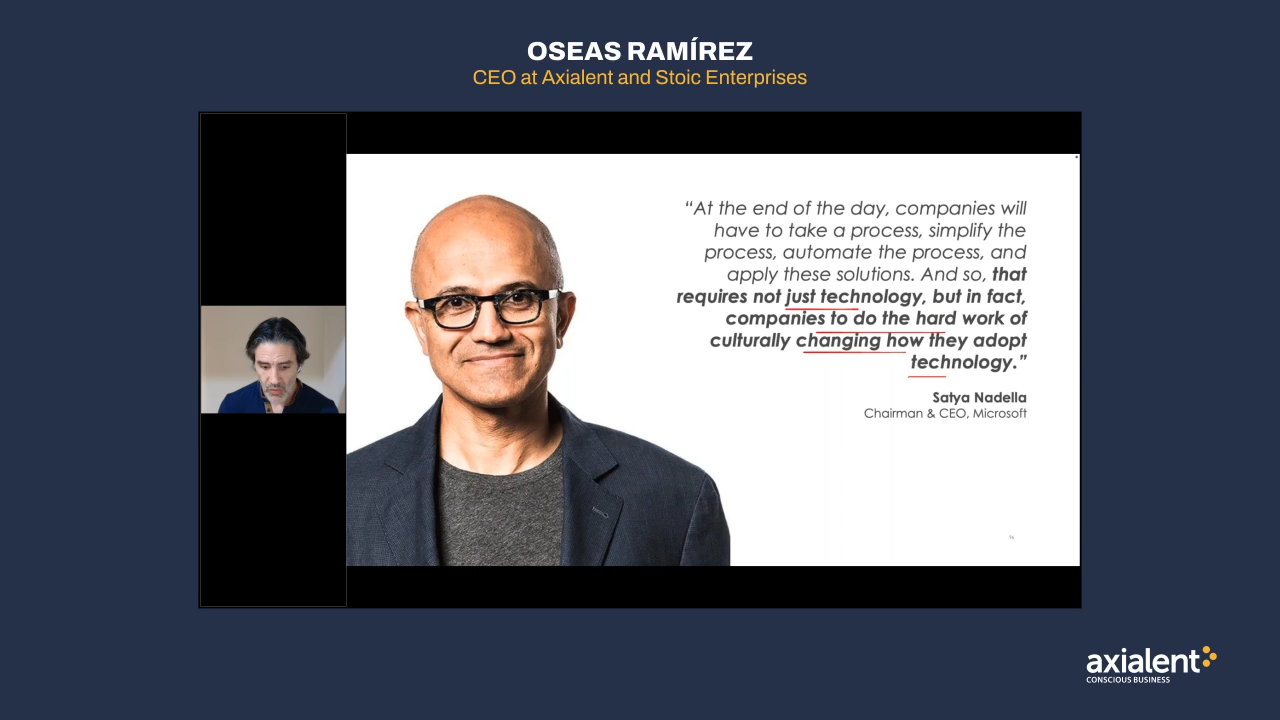 OSEAS RAMÍREZ
CEO at Axialent and Stoic Enterprises
“At the end of the day, companies will
have to take a process, simplify the
process, automate the process, and
apply these solutions. And so, that
requires not just technology, but in fact,
companies to do the hard work of
culturally changing how they adopt
technology.”
Satya Nadella
Chairman & CEO, Microsoft
axialent
CONSCIOUS BUSINESS